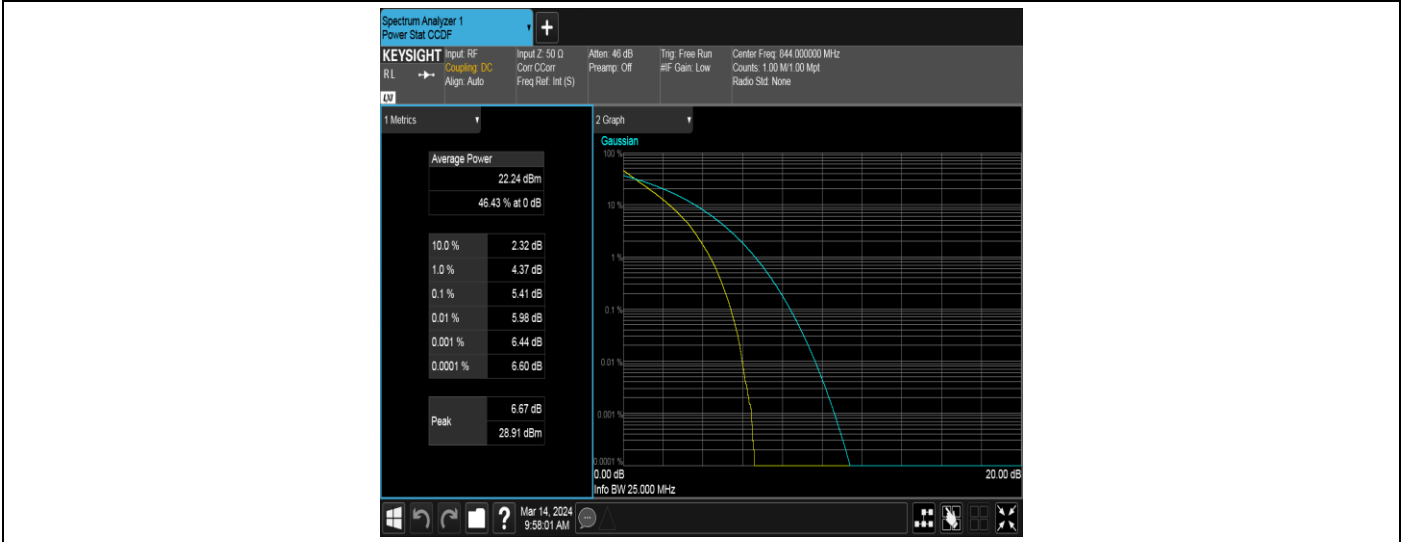 Spectrum Analyzer 1
Power Stat CCDF
+
KEYSIGHT Input: RF Input Z: 50 Ω Atten: 46 dB Trig: Free Run Center Freq: 844.000000 MHz
RL Coupling: DC Corr CCorr Preamp: Off #IF Gain: Low Counts: 1.00 M/1.00 Mpt
Align: Auto Freq Ref: Int (S) Radio Std: None
LXI
1 Metrics
Average Power
22.24 dBm
46.43 % at 0 dB
10.0 % 2.32 dB
1.0 % 4.37 dB
0.1 % 5.41 dB
0.01 % 5.98 dB
0.001 % 6.44 dB
0.0001 % 6.60 dB
Peak 6.67 dB
28.91 dBm
2 Graph
Gaussian
100 %
10 %
1 %
0.1 %
0.01 %
0.001 %
0.0001 %
0.00 dB 20.00 dB
Info BW 25.000 MHz
? Mar 14, 2024
9:58:01 AM